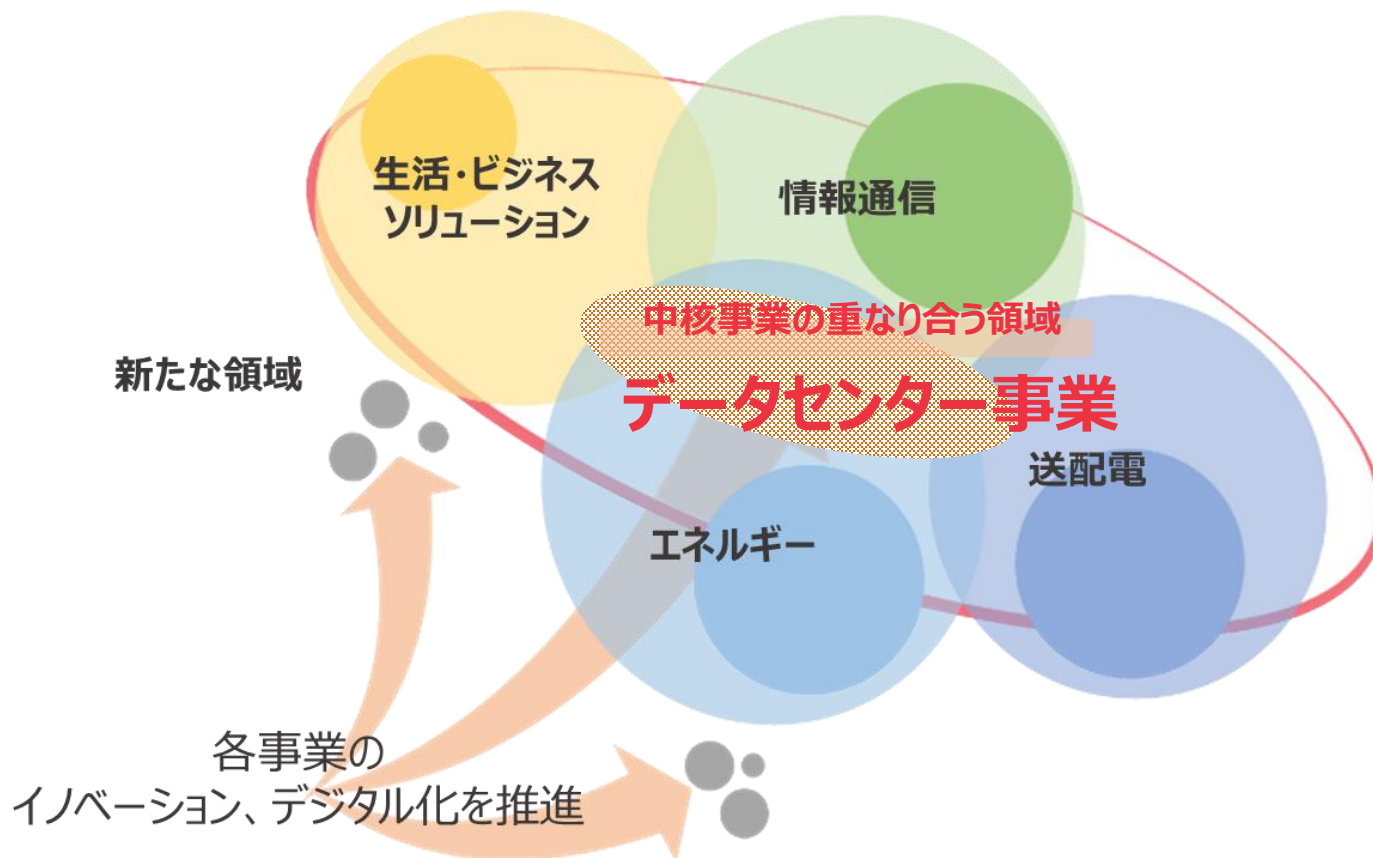 生活・ビジネス
ソリューション
情報通信
中核事業の重なり合う領域
データセンター事業
新たな領域
送配電
エネルギー
各事業の
イノベーション、デジタル化を推進